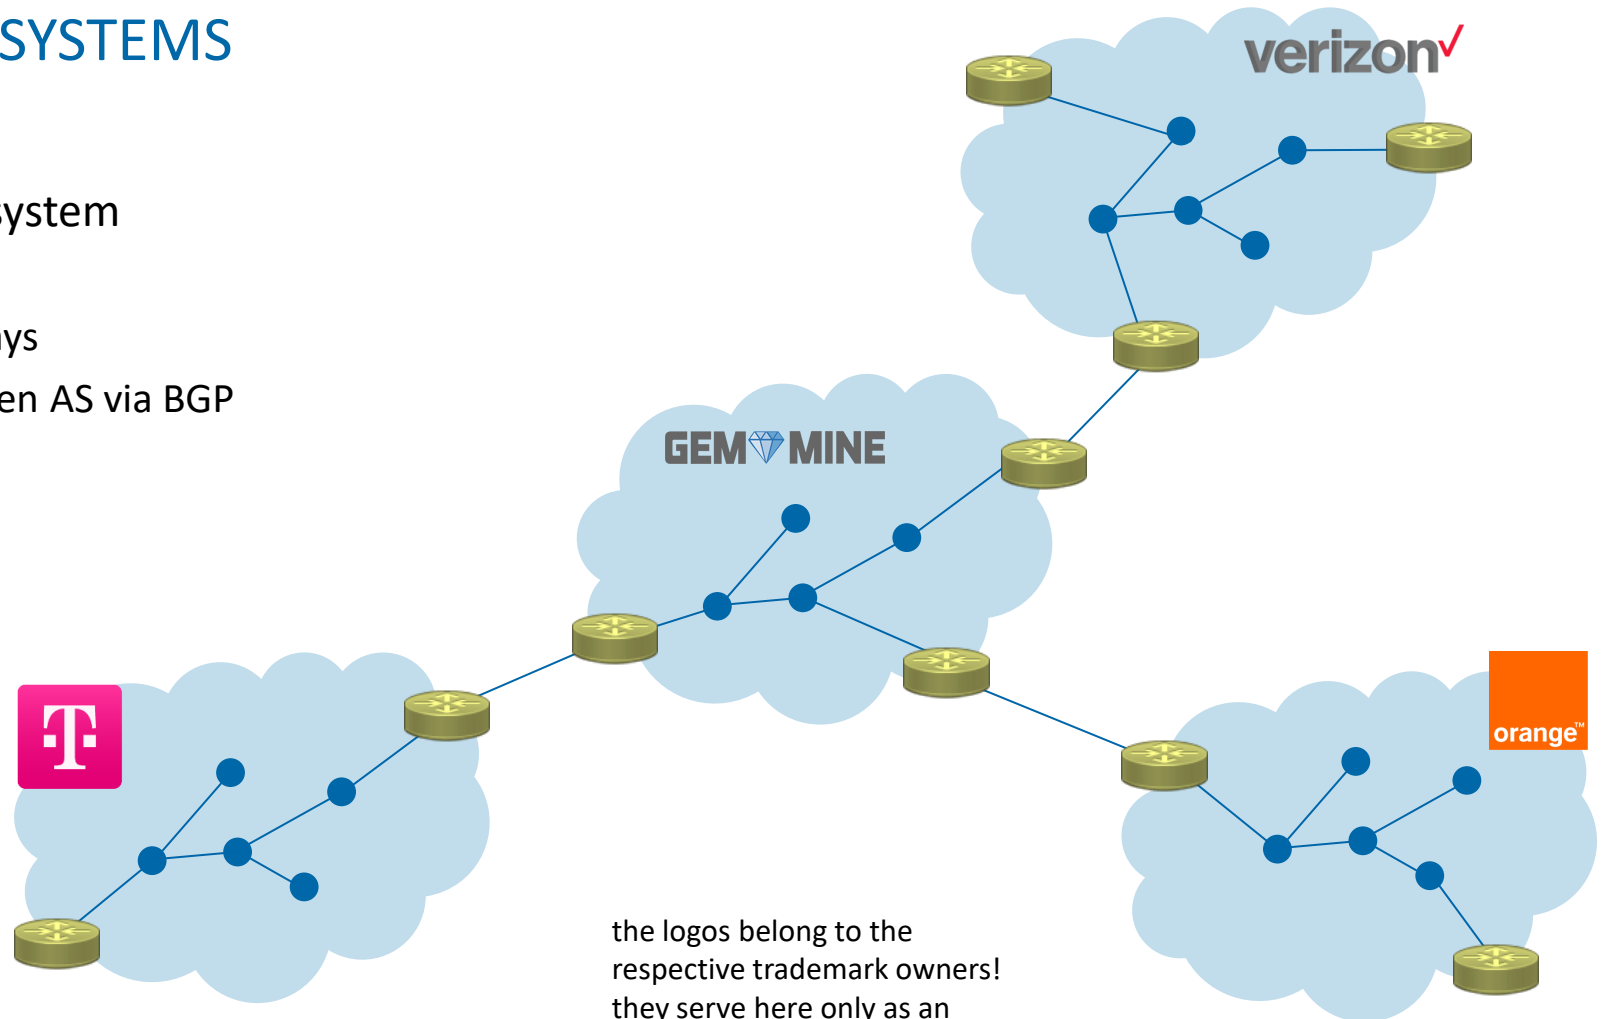 SYSTEMS
system
ys
en AS via BGP
verizon
GEM MINE
T
orange™
the logos belong to the
respective trademark owners!
they serve here only as an